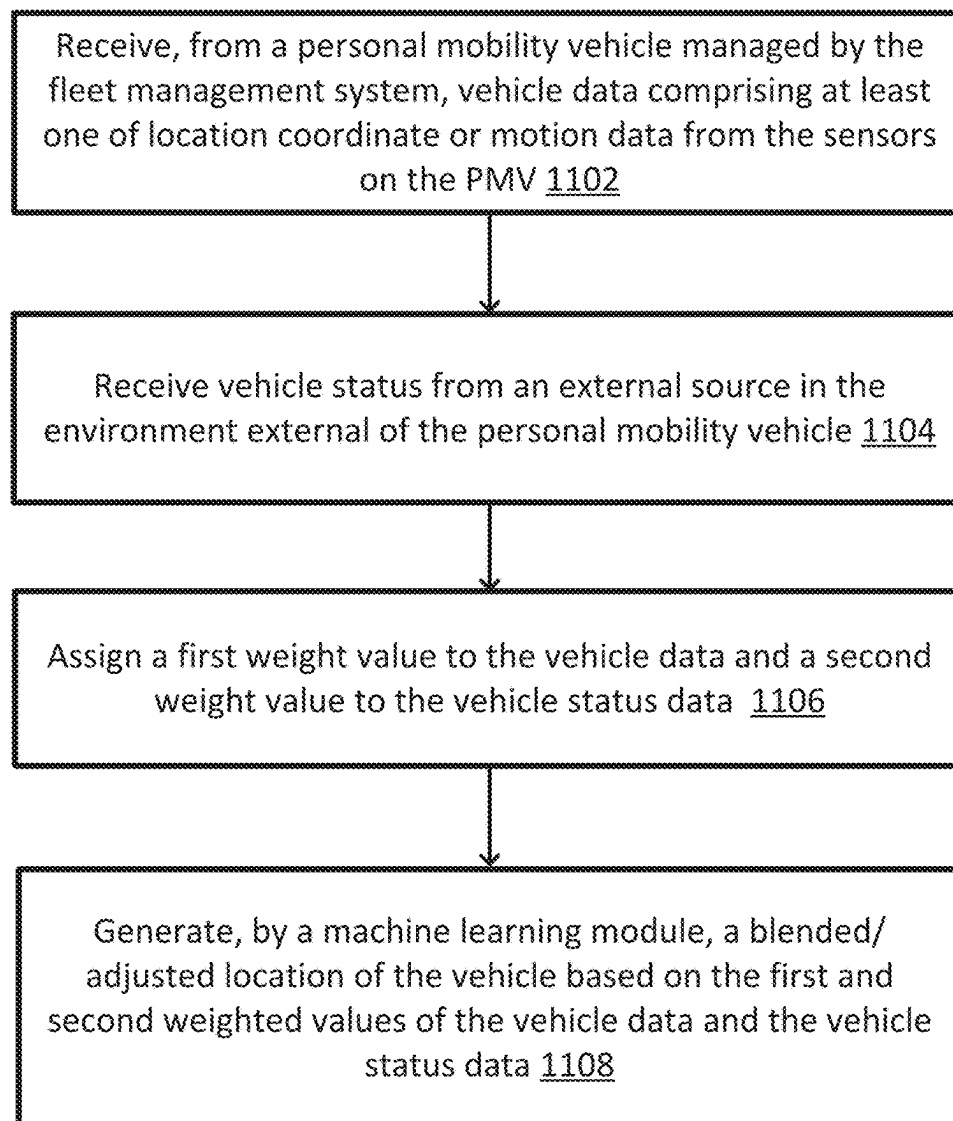 Receive, from a personal mobility vehicle managed by the
fleet management system, vehicle data comprising at least
one of location coordinate or motion data from the sensors
on the PMV 1102
Receive vehicle status from an external source in the
environment external of the personal mobility vehicle 1104
Assign a first weight value to the vehicle data and a second
weight value to the vehicle status data 1106
Generate, by a machine learning module, a blended/
adjusted location of the vehicle based on the first and
second weighted values of the vehicle data and the vehicle
status data 1108